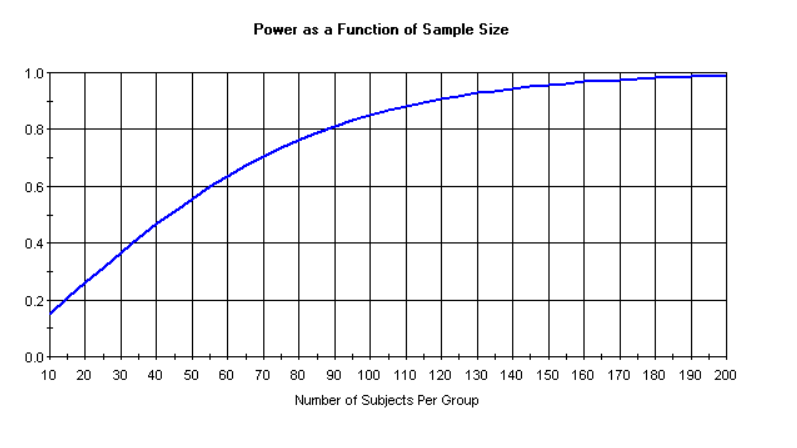 Power as a Function of Sample Size
1.0
0.8
0.6
0.4
0.2
0.0
10 20 30 40 50 60 70 80 90 100 110 120 130 140 150 160 170 180 190 200
Number of Subjects Per Group